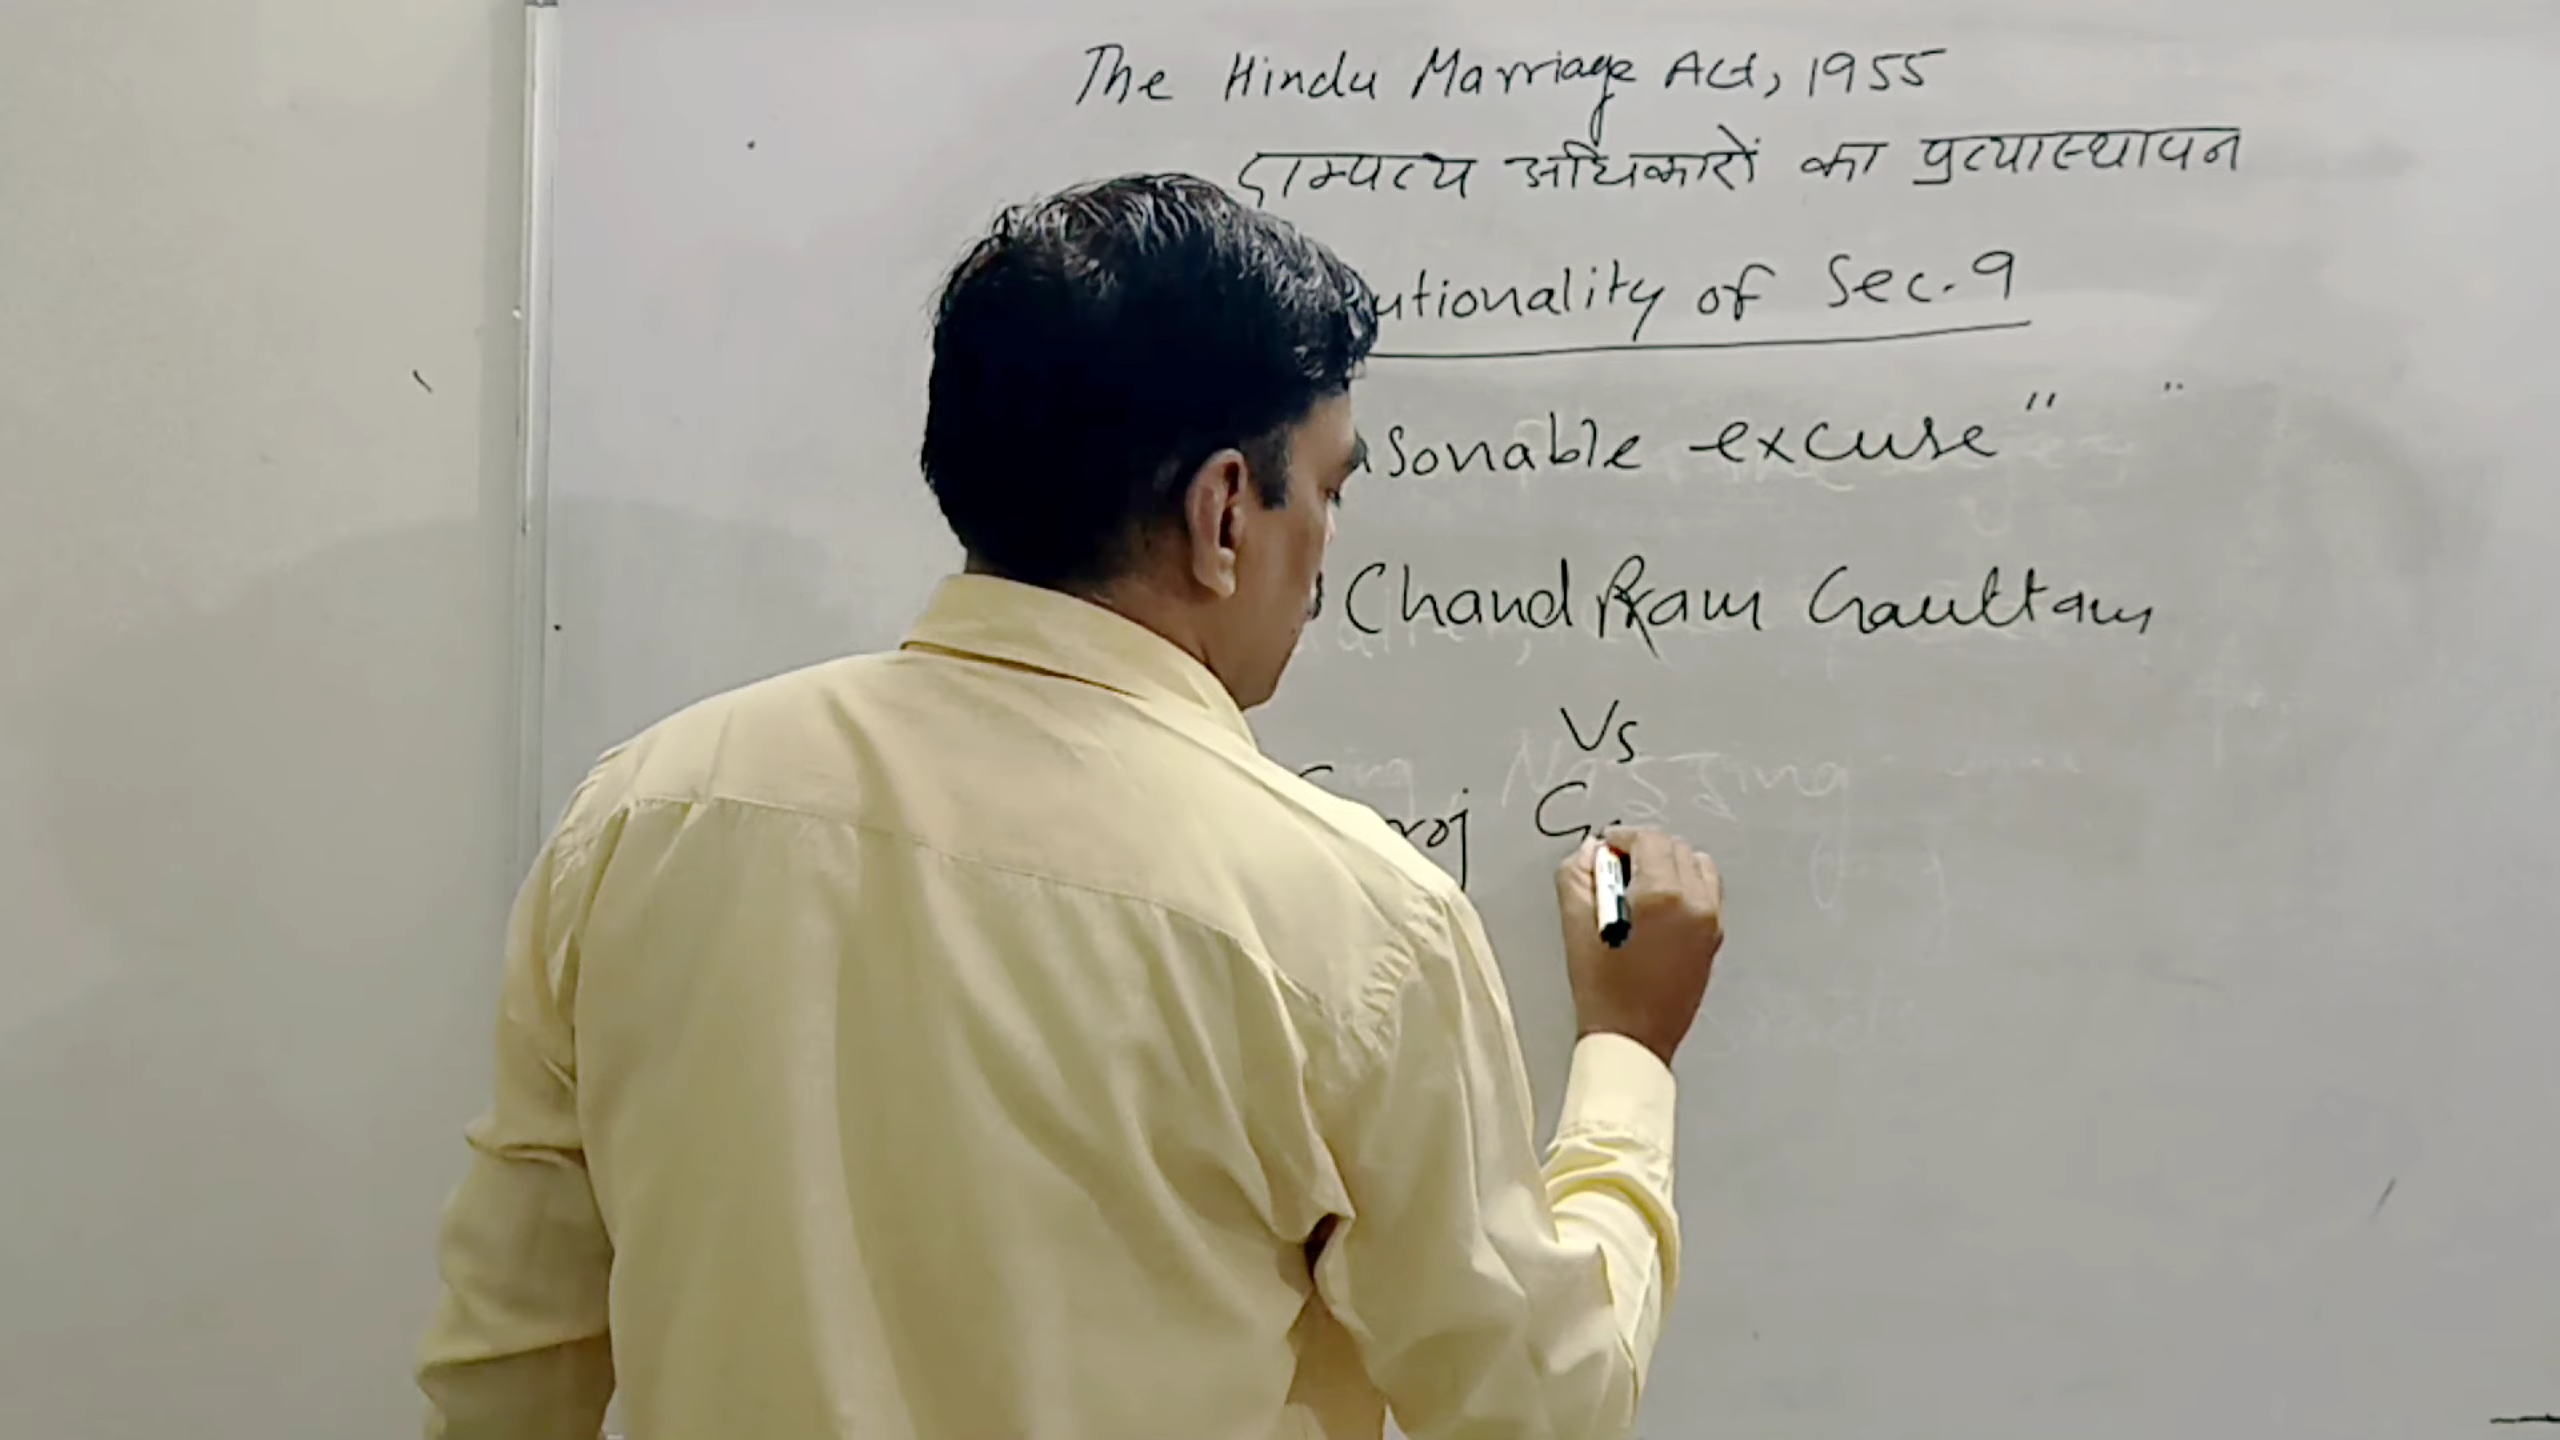 The Hindu Marriage Act, 1955
दाम्पत्य अधिकारों का प्रत्यास्थापन
utionality of Sec. 9
asonable excuse"
Chand Ram Gaultam
Vs
roj G